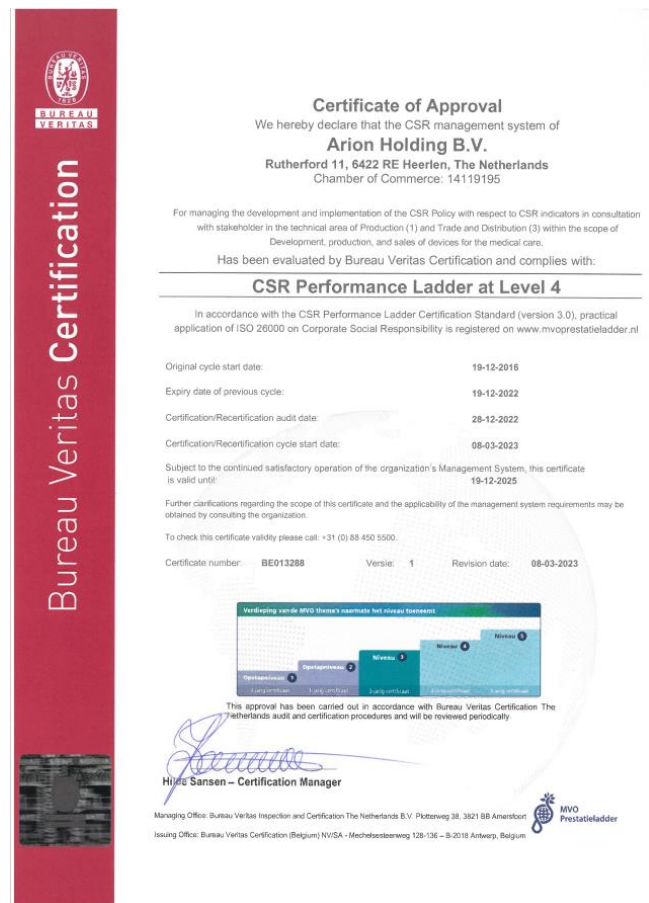 BUREAU VERITAS
1828
BUREAU
VERITAS
Bureau Veritas Certification
Certificate of Approval
We hereby declare that the CSR management system of
Arion Holding B.V.
Rutherford 11, 6422 RE Heerlen, The Netherlands
Chamber of Commerce: 14119195
For managing the development and implementation of the CSR Policy with respect to CSR indicators in consultation
with stakeholder in the technical area of Production (1) and Trade and Distribution (3) within the scope of
Development, production, and sales of devices for the medical care.
Has been evaluated by Bureau Veritas Certification and complies with:
CSR Performance Ladder at Level 4
In accordance with the CSR Performance Ladder Certification Standard (version 3.0), practical
application of ISO 26000 on Corporate Social Responsibility is registered on www.mvoprestatieladder.nl
Original cycle start date: 19-12-2016
Expiry date of previous cycle: 19-12-2022
Certification/Recertification audit date: 28-12-2022
Certification/Recertification cycle start date: 08-03-2023
Subject to the continued satisfactory operation of the organization's Management System, this certificate
is valid until: 19-12-2025
Further clarifications regarding the scope of this certificate and the applicability of the management system requirements may be
obtained by consulting the organization.
To check this certificate validity please call: +31 (0) 88 450 5500.
Certificate number: BE013288 Versie: 1 Revision date: 08-03-2023
Verdieping vande MVO thema's naarmate het niveau toeneemt
Niveau 5
Niveau 4
Niveau 3
Opstapniveau 2
Opstapniveau 1
This approval has been carried out in accordance with Bureau Veritas Certification The
Netherlands audit and certification procedures and will be reviewed periodically
Hilde Sansen – Certification Manager
Managing Office: Bureau Veritas Inspection and Certification The Netherlands B.V. Plotterweg 38, 3821 BB Amersfoort
Issuing Office: Bureau Veritas Certification (Belgium) NV/SA - Mechelsesteenweg 128-136 – B-2018 Antwerp, Belgium
MVO
Prestatieladder